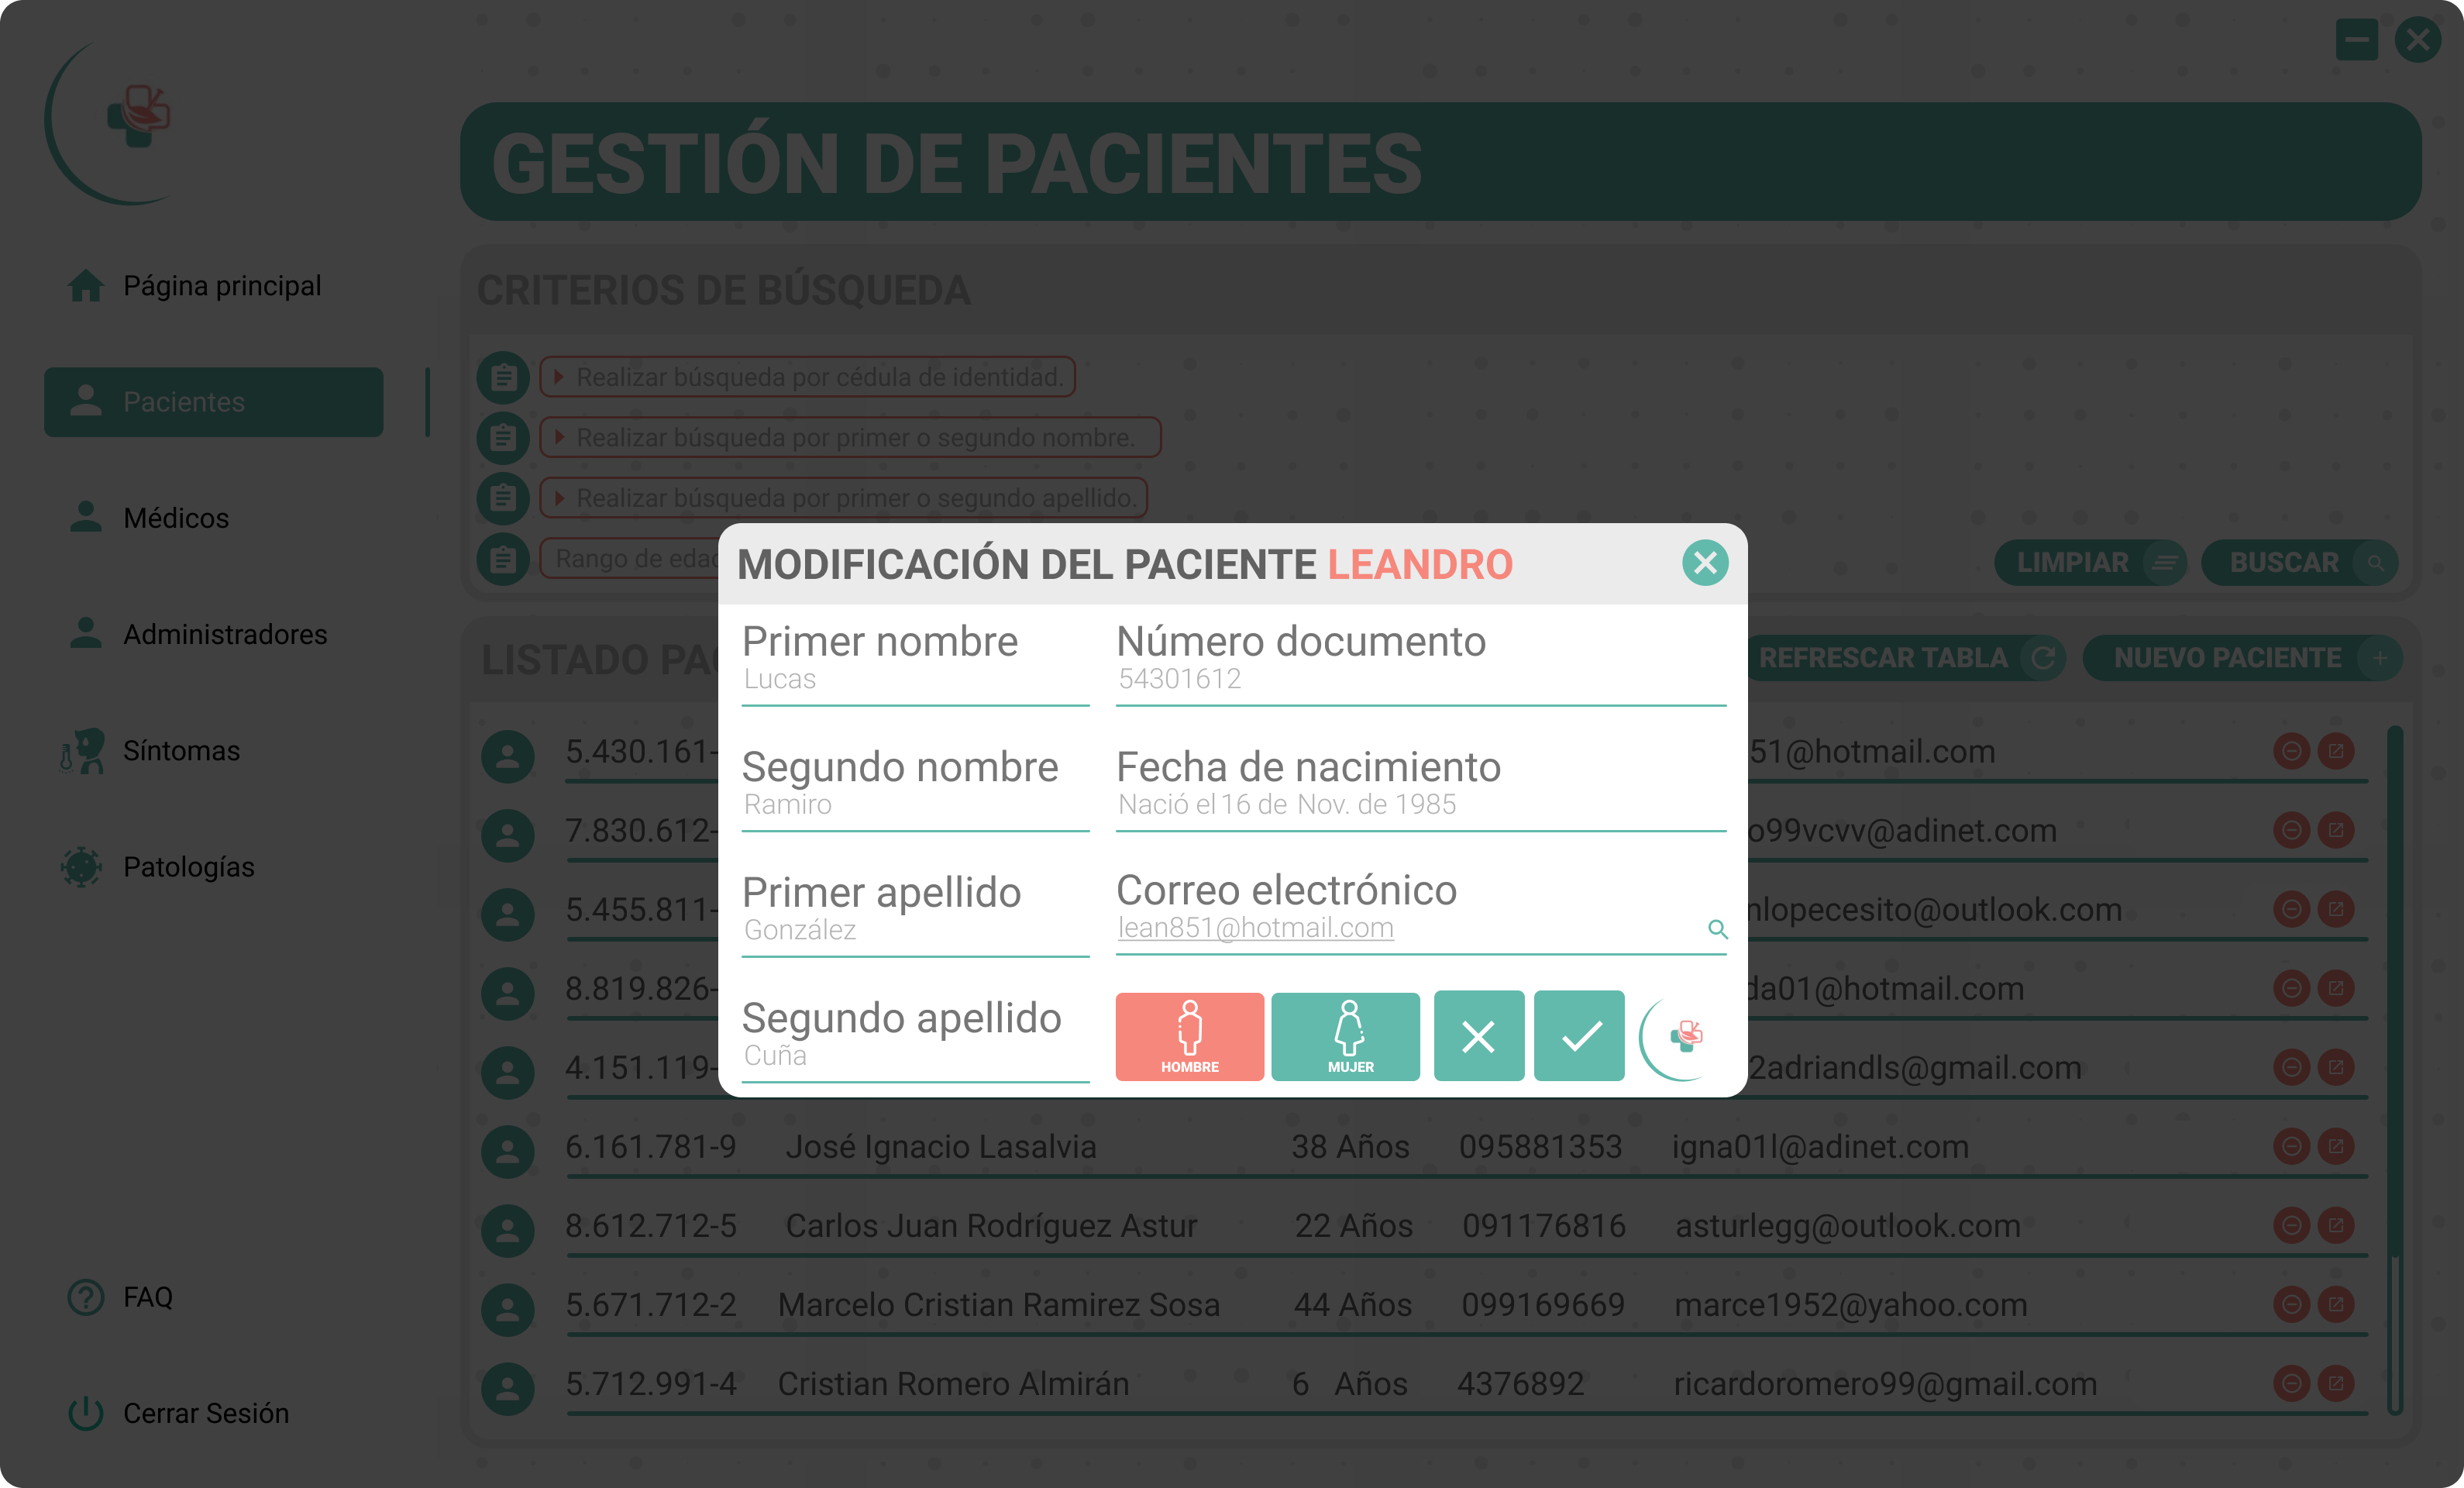 GESTIÓN DE PACIENTES
Página principal
Pacientes
Médicos
Administradores
Síntomas
Patologías
FAQ
Cerrar Sesión
CRITERIOS DE BÚSQUEDA
Realizar búsqueda por cédula de identidad.
Realizar búsqueda por primer o segundo nombre.
Realizar búsqueda por primer o segundo apellido.
Rango de edad
LIMPIAR
BUSCAR
LISTADO PAC
REFRESCAR TABLA
NUEVO PACIENTE
MODIFICACIÓN DEL PACIENTE LEANDRO
Primer nombre
Lucas
Número documento
54301612
Segundo nombre
Ramiro
Fecha de nacimiento
Nació el 16 de Nov. de 1985
Primer apellido
González
Correo electrónico
lean851@hotmail.com
Segundo apellido
Cuña
HOMBRE
MUJER
5.430.161- 51@hotmail.com
7.830.612- o99vcvv@adinet.com
5.455.811- nlopecesito@outlook.com
8.819.826- da01@hotmail.com
4.151.119- 2adriandls@gmail.com
6.161.781-9 José Ignacio Lasalvia 38 Años 095881353 igna01l@adinet.com
8.612.712-5 Carlos Juan Rodríguez Astur 22 Años 091176816 asturlegg@outlook.com
5.671.712-2 Marcelo Cristian Ramirez Sosa 44 Años 099169669 marce1952@yahoo.com
5.712.991-4 Cristian Romero Almirán 6 Años 4376892 ricardoromero99@gmail.com